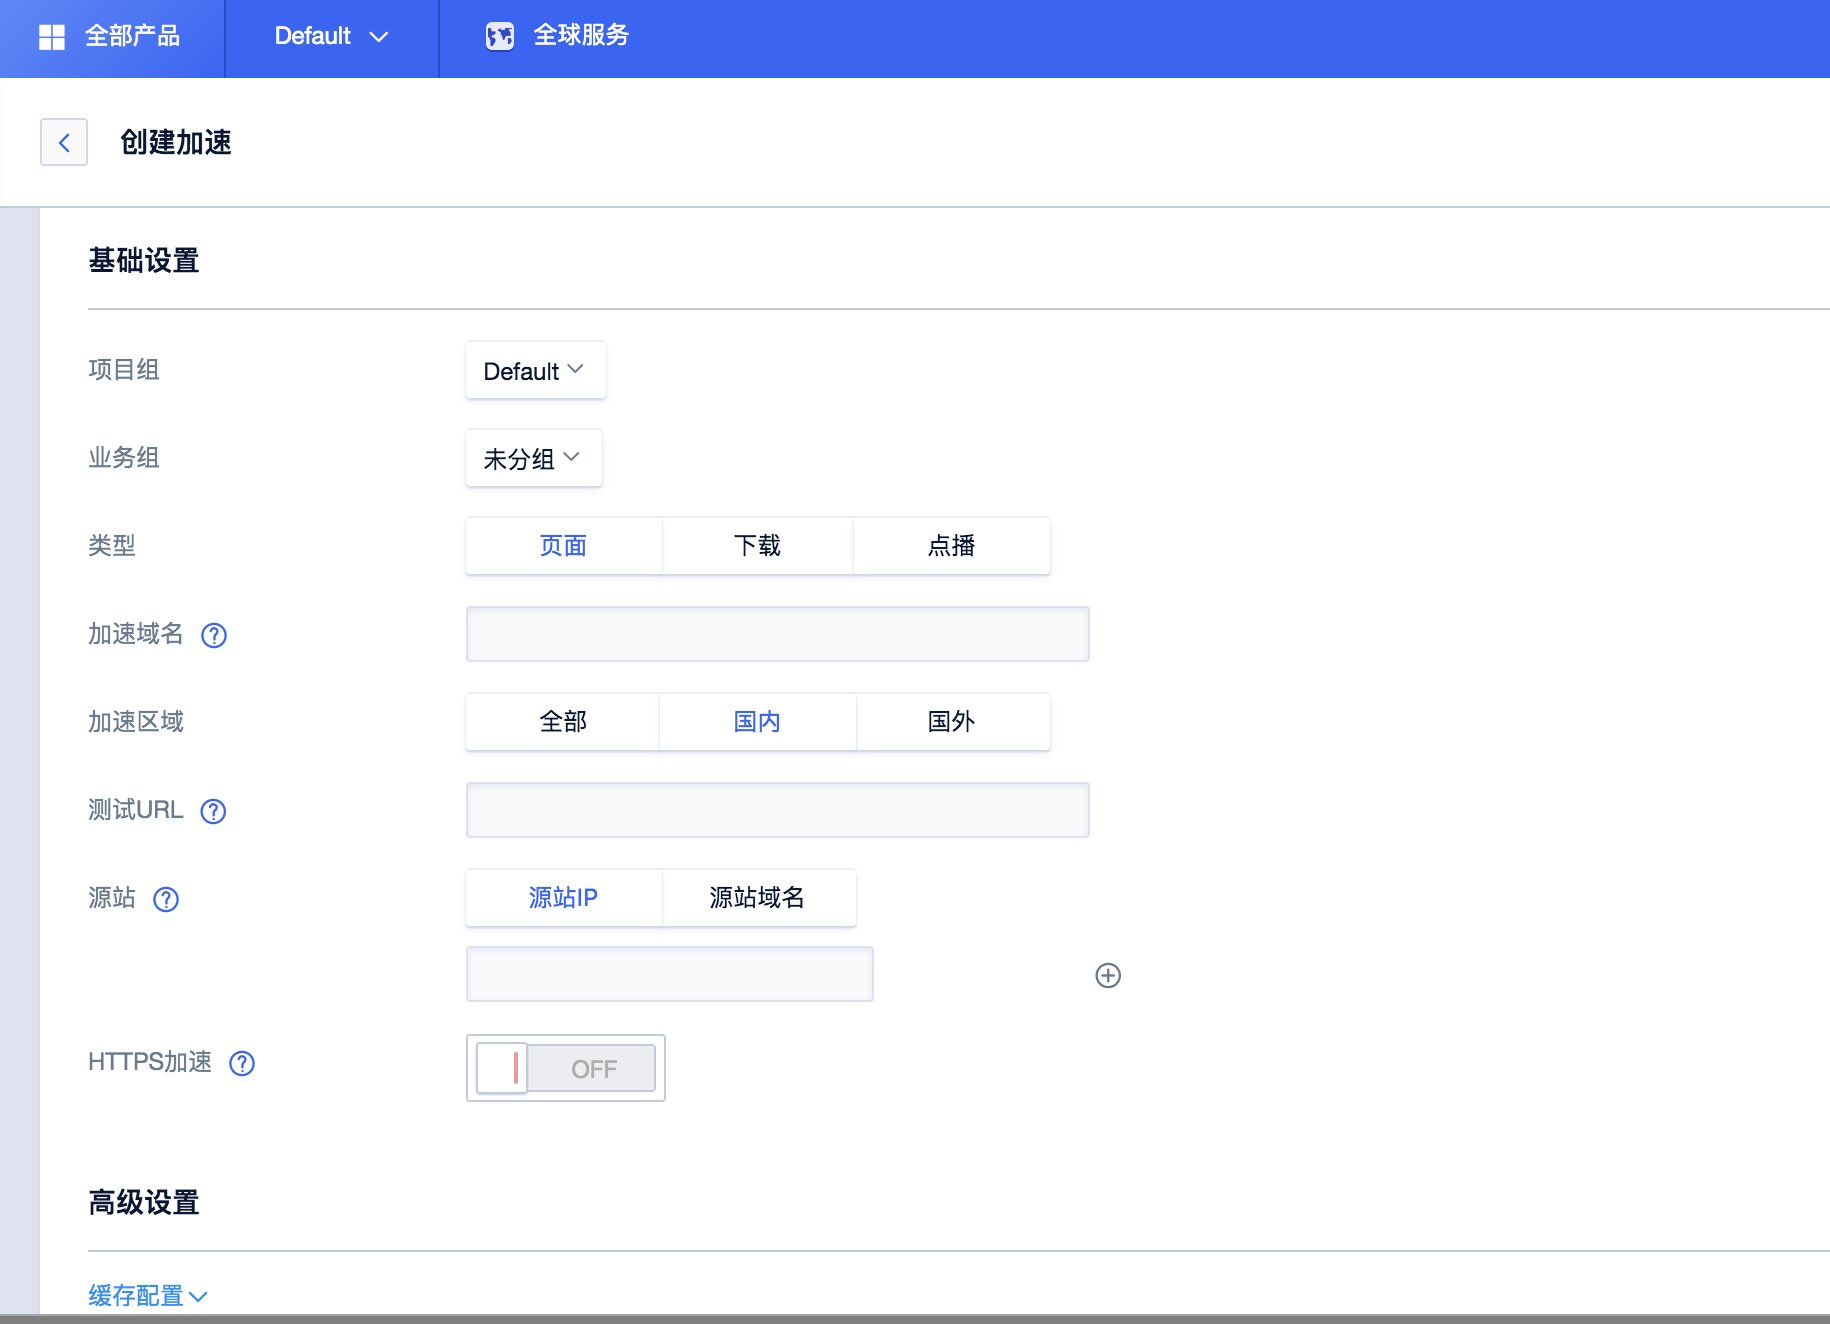 全部产品 Default 全球服务
创建加速
基础设置
项目组 Default
业务组 未分组
类型 页面 下载 点播
加速域名 ?
加速区域 全部 国内 国外
测试URL ?
源站 ? 源站IP 源站域名
HTTPS加速 ? OFF
高级设置
缓存配置